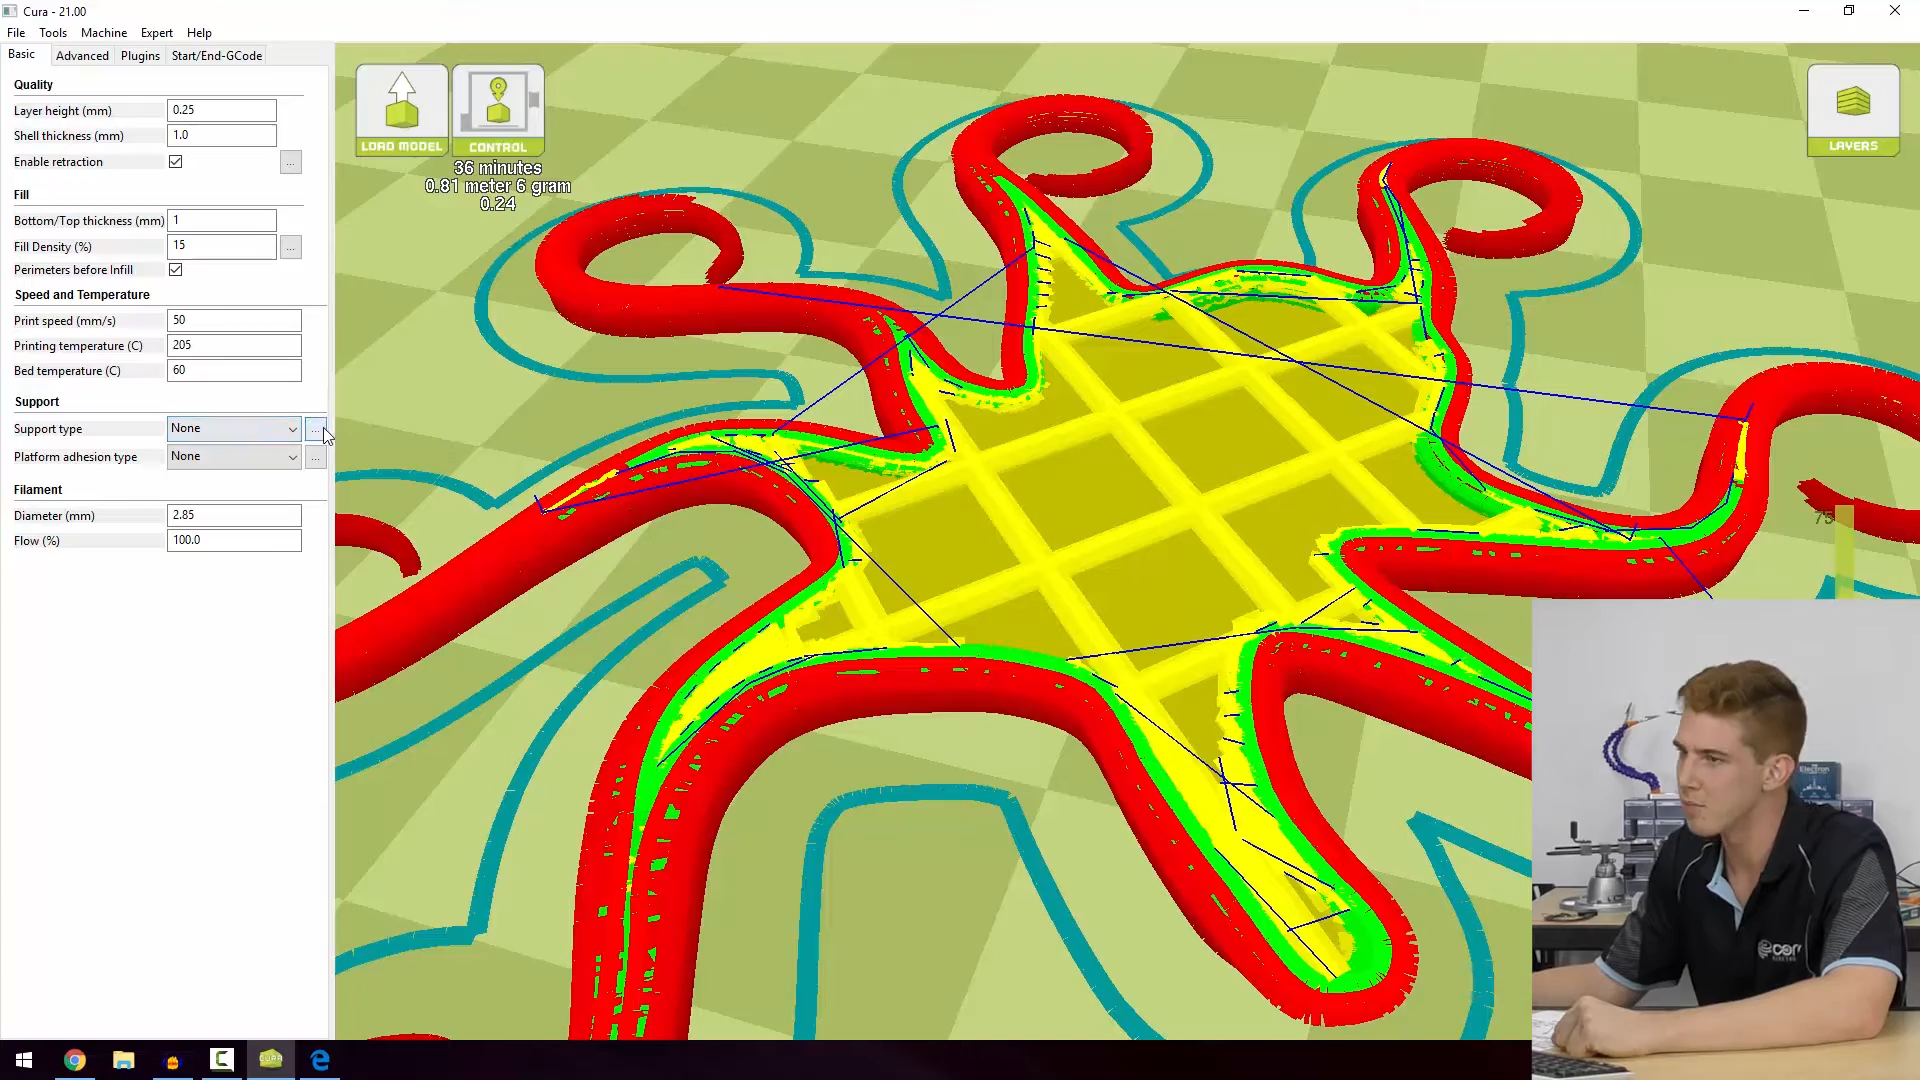 Cura - 21.00
File Tools Machine Expert Help
Basic Advanced Plugins Start/End-GCode
Quality
Layer height (mm) 0.25
Shell thickness (mm) 1.0
Enable retraction ...
Fill
Bottom/Top thickness (mm) 1
Fill Density (%) 15 ...
Perimeters before Infill
Speed and Temperature
Print speed (mm/s) 50
Printing temperature (C) 205
Bed temperature (C) 60
Support
Support type None ...
Platform adhesion type None ...
Filament
Diameter (mm) 2.85
Flow (%) 100.0
LOAD MODEL CONTROL
36 minutes
0.81 meter 6 gram
0.24
LAYERS
75
Electron
CURA